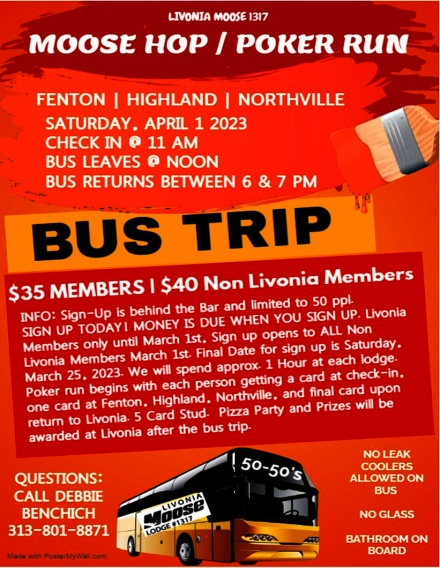 LIVONIA MOOSE 1317
MOOSE HOP / POKER RUN
FENTON | HIGHLAND | NORTHVILLE
SATURDAY, APRIL 1 2023
CHECK IN @ 11 AM
BUS LEAVES @ NOON
BUS RETURNS BETWEEN 6 & 7 PM
BUS TRIP
$35 MEMBERS | $40 Non Livonia Members
INFO: Sign-Up is behind the Bar and limited to 50 ppl.
SIGN UP TODAY! MONEY IS DUE WHEN YOU SIGN UP. Livonia
Members only until March 1st, Sign up opens to ALL Non
Livonia Members March 1st. Final Date for sign up is Saturday,
March 25, 2023. We will spend approx. 1 Hour at each lodge.
Poker run begins with each person getting a card at check-in,
one card at Fenton, Highland, Northville, and final card upon
return to Livonia. 5 Card Stud. Pizza Party and Prizes will be
awarded at Livonia after the bus trip.
QUESTIONS:
CALL DEBBIE
BENCHICH
313-801-8871
50-50'S
LIVONIA
Moose
LODGE #1317
NO LEAK
COOLERS
ALLOWED ON
BUS
NO GLASS
BATHROOM ON
BOARD
Made with PosterMyWall.com